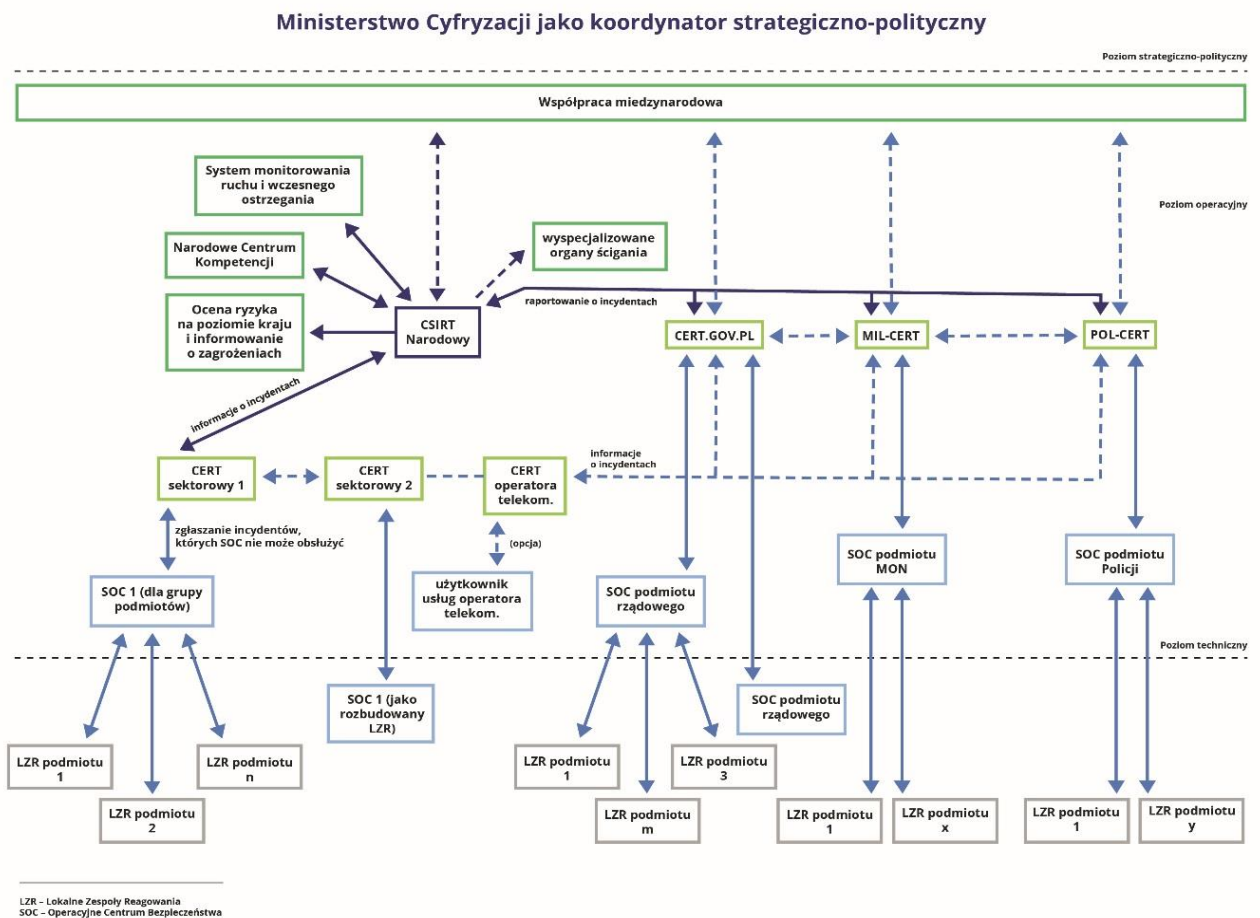 Ministerstwo Cyfryzacji jako koordynator strategiczno-polityczny
Poziom strategiczno-polityczny
Współpraca miedzynarodowa
System monitorowania
ruchu i wczesnego
ostrzegania
Poziom operacyjny
Narodowe Centrum
Kompetencji
wyspecjalizowane
organy ścigania
Ocena ryzyka
na poziomie kraju
i informowanie
o zagrożeniach
CSIRT
Narodowy
raportowanie o incydentach
CERT.GOV.PL
MIL-CERT
POL-CERT
informacje o incydentach
CERT
sektorowy 1
CERT
sektorowy 2
CERT
operatora
telekom.
informacje
o incydentach
zgłaszanie incydentów,
których SOC nie może obsłużyć
(opcja)
SOC 1 (dla grupy
podmiotów)
użytkownik
usług operatora
telekom.
SOC podmiotu
rządowego
SOC podmiotu
MON
SOC podmiotu
Policji
Poziom techniczny
SOC 1 (jako
rozbudowany
LZR)
SOC podmiotu
rządowego
LZR podmiotu
1
LZR podmiotu
n
LZR podmiotu
1
LZR podmiotu
3
LZR podmiotu
2
LZR podmiotu
m
LZR podmiotu
1
LZR podmiotu
x
LZR podmiotu
1
LZR podmiotu
y
LZR – Lokalne Zespoły Reagowania
SOC – Operacyjne Centrum Bezpieczeństwa